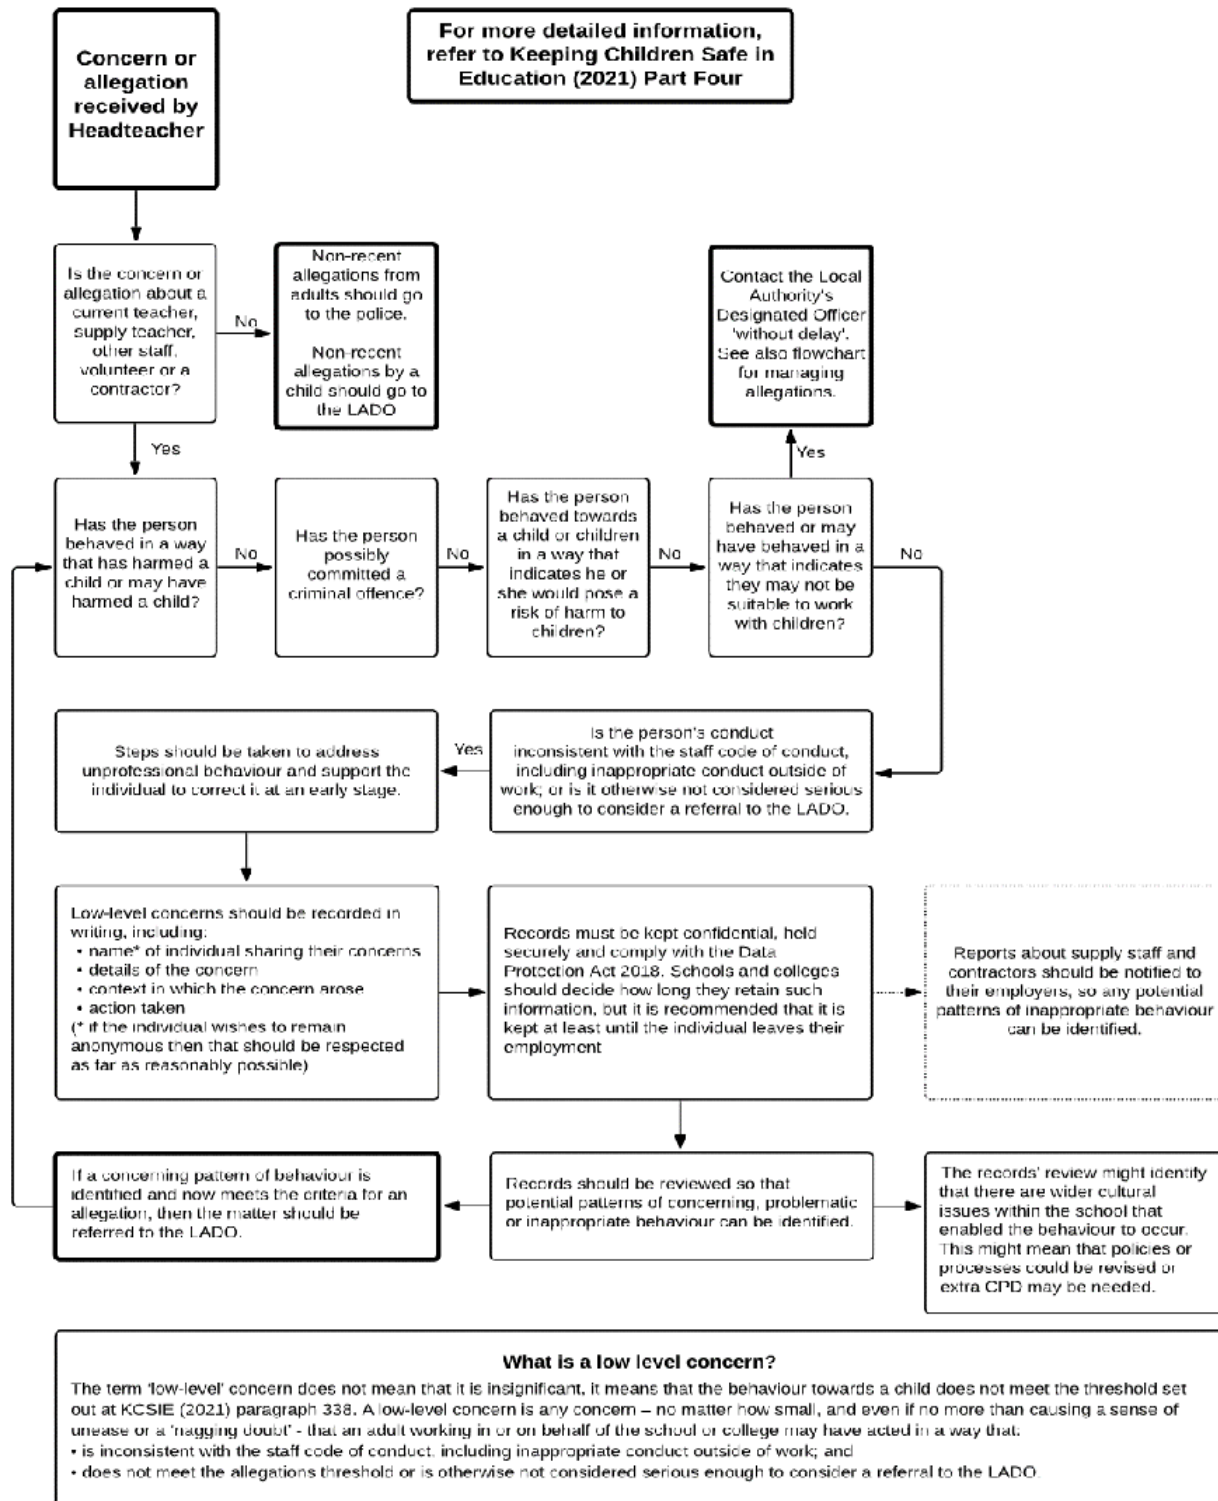 Concern or
allegation
received by
Headteacher
For more detailed information,
refer to Keeping Children Safe in
Education (2021) Part Four
Is the concern or
allegation about a
current teacher,
supply teacher,
other staff,
volunteer or a
contractor?
No
Non-recent
allegations from
adults should go
to the police.
Non-recent
allegations by a
child should go to
the LADO
Contact the Local
Authority's
Designated Officer
'without delay'.
See also flowchart
for managing
allegations.
Yes
Yes
Has the person
behaved in a way
that has harmed a
child or may have
harmed a child?
No
Has the person
possibly
committed a
criminal offence?
No
Has the person
behaved towards
a child or children
in a way that
indicates he or
she would pose a
risk of harm to
children?
No
Has the person
behaved or may
have behaved in a
way that indicates
they may not be
suitable to work
with children?
No
Is the person's conduct
inconsistent with the staff code of conduct,
including inappropriate conduct outside of
work; or is it otherwise not considered serious
enough to consider a referral to the LADO.
Yes
Steps should be taken to address
unprofessional behaviour and support the
individual to correct it at an early stage.
Low-level concerns should be recorded in
writing, including:
• name* of individual sharing their concerns
• details of the concern
• context in which the concern arose
• action taken
(* if the individual wishes to remain
anonymous then that should be respected
as far as reasonably possible)
Records must be kept confidential, held
securely and comply with the Data
Protection Act 2018. Schools and colleges
should decide how long they retain such
information, but it is recommended that it is
kept at least until the individual leaves their
employment
Reports about supply staff and
contractors should be notified to
their employers, so any potential
patterns of inappropriate behaviour
can be identified.
If a concerning pattern of behaviour is
identified and now meets the criteria for an
allegation, then the matter should be
referred to the LADO.
Records should be reviewed so that
potential patterns of concerning, problematic
or inappropriate behaviour can be identified.
The records' review might identify
that there are wider cultural
issues within the school that
enabled the behaviour to occur.
This might mean that policies or
processes could be revised or
extra CPD may be needed.
What is a low level concern?
The term 'low-level' concern does not mean that it is insignificant, it means that the behaviour towards a child does not meet the threshold set
out at KCSIE (2021) paragraph 338. A low-level concern is any concern – no matter how small, and even if no more than causing a sense of
unease or a 'nagging doubt' - that an adult working in or on behalf of the school or college may have acted in a way that:
• is inconsistent with the staff code of conduct, including inappropriate conduct outside of work; and
• does not meet the allegations threshold or is otherwise not considered serious enough to consider a referral to the LADO.